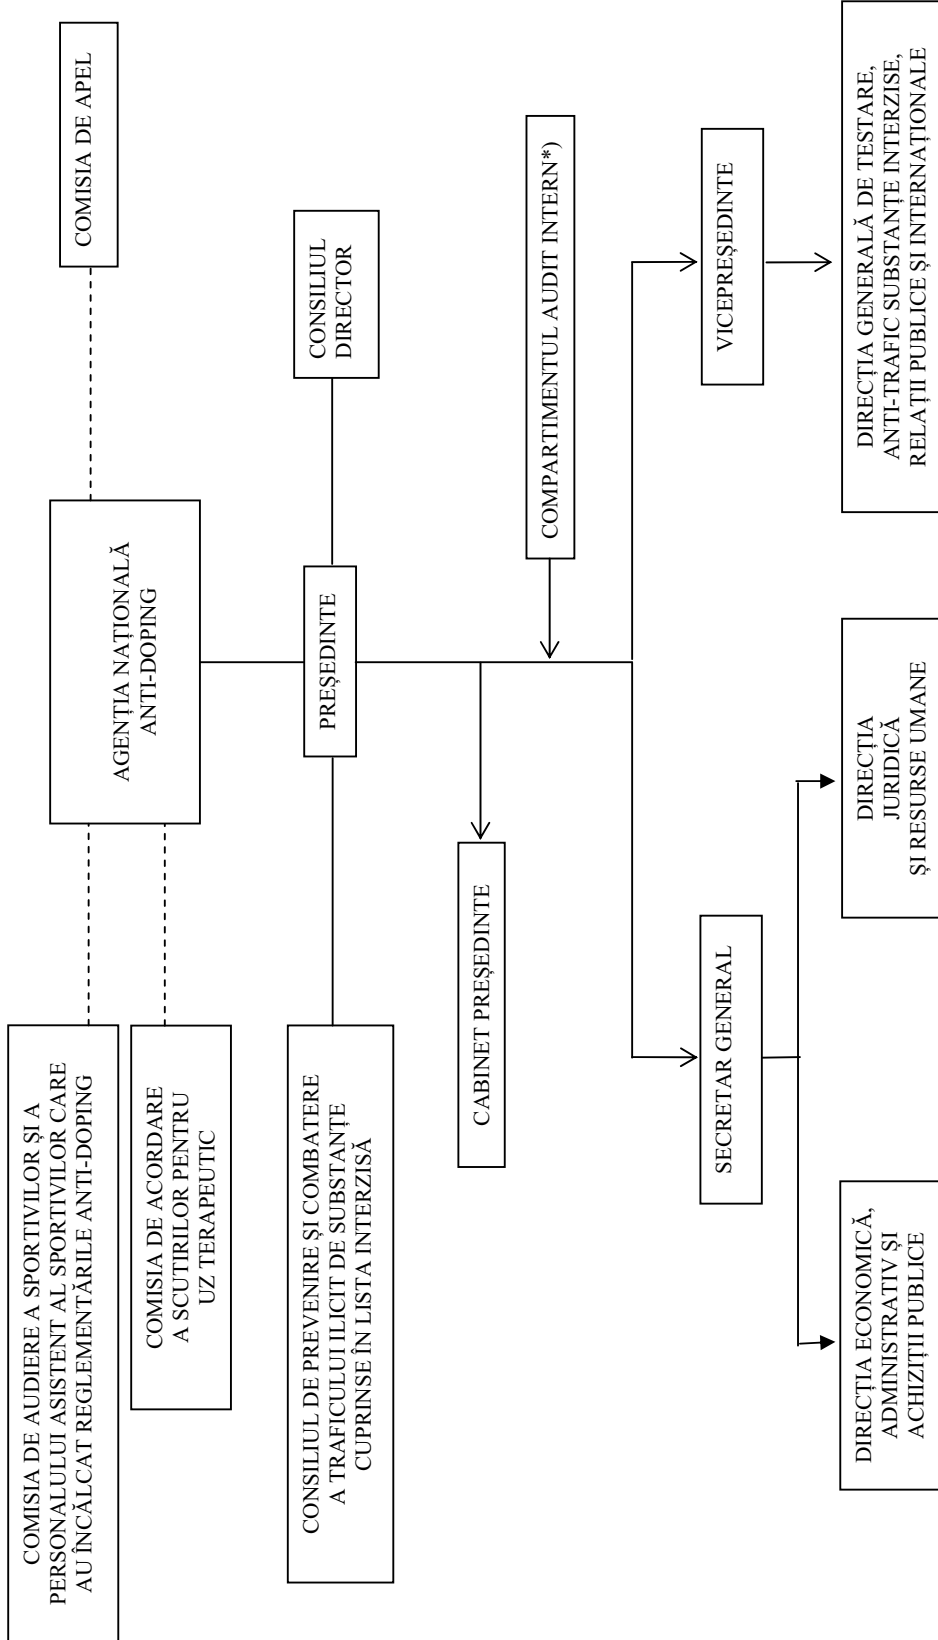 COMISIA DE AUDIERE A SPORTIVILOR ȘI A
PERSONALULUI ASISTENT AL SPORTIVILOR CARE
AU ÎNCĂLCAT REGLEMENTĂRILE ANTI-DOPING
COMISIA DE ACORDARE
A SCUTIRILOR PENTRU
UZ TERAPEUTIC
AGENȚIA NAȚIONALĂ
ANTI-DOPING
COMISIA DE APEL
CONSILIUL DE PREVENIRE ȘI COMBATERE
A TRAFICULUI ILICIT DE SUBSTANȚE
CUPRINSE ÎN LISTA INTERZISĂ
PREȘEDINTE
CONSILIUL
DIRECTOR
CABINET PREȘEDINTE
COMPARTIMENTUL AUDIT INTERN*)
SECRETAR GENERAL
VICEPREȘEDINTE
DIRECȚIA ECONOMICĂ,
ADMINISTRATIV ȘI
ACHIZIȚII PUBLICE
DIRECȚIA
JURIDICĂ
ȘI RESURSE UMANE
DIRECȚIA GENERALĂ DE TESTARE,
ANTI-TRAFIC SUBSTANȚE INTERZISE,
RELAȚII PUBLICE ȘI INTERNAȚIONALE